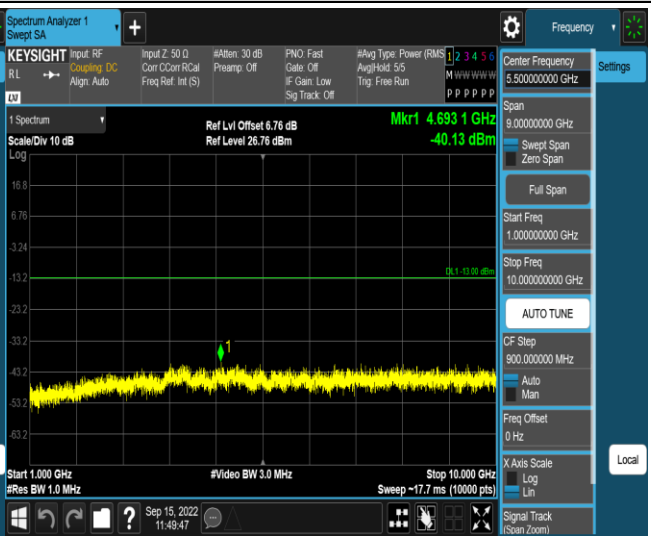 Spectrum Analyzer 1
Swept SA
+
Frequency
KEYSIGHT
RL
LXI
Input: RF
Coupling: DC
Align: Auto
Input Z: 50 Ω
Corr CCorr RCal
Freq Ref: Int (S)
#Atten: 30 dB
Preamp: Off
PNO: Fast
Gate: Off
IF Gain: Low
Sig Track: Off
#Avg Type: Power (RMS
Avg|Hold: 5/5
Trig: Free Run
1 2 3 4 5 6
M W W W W W
P P P P P P
1 Spectrum
Scale/Div 10 dB
Log
Ref Lvl Offset 6.76 dB
Ref Level 26.76 dBm
Mkr1 4.693 1 GHz
-40.13 dBm
16.8
6.76
-3.24
-13.2
-23.2
-33.2
-43.2
-53.2
-63.2
DL1 -13.00 dBm
1
Start 1.000 GHz
#Res BW 1.0 MHz
#Video BW 3.0 MHz
Stop 10.000 GHz
Sweep ~17.7 ms (10000 pts)
?
Sep 15, 2022
11:49:47
Center Frequency
5.500000000 GHz
Span
9.00000000 GHz
Swept Span
Zero Span
Full Span
Start Freq
1.000000000 GHz
Stop Freq
10.000000000 GHz
AUTO TUNE
CF Step
900.000000 MHz
Auto
Man
Freq Offset
0 Hz
X Axis Scale
Log
Lin
Signal Track
(Span Zoom)
Settings
Local